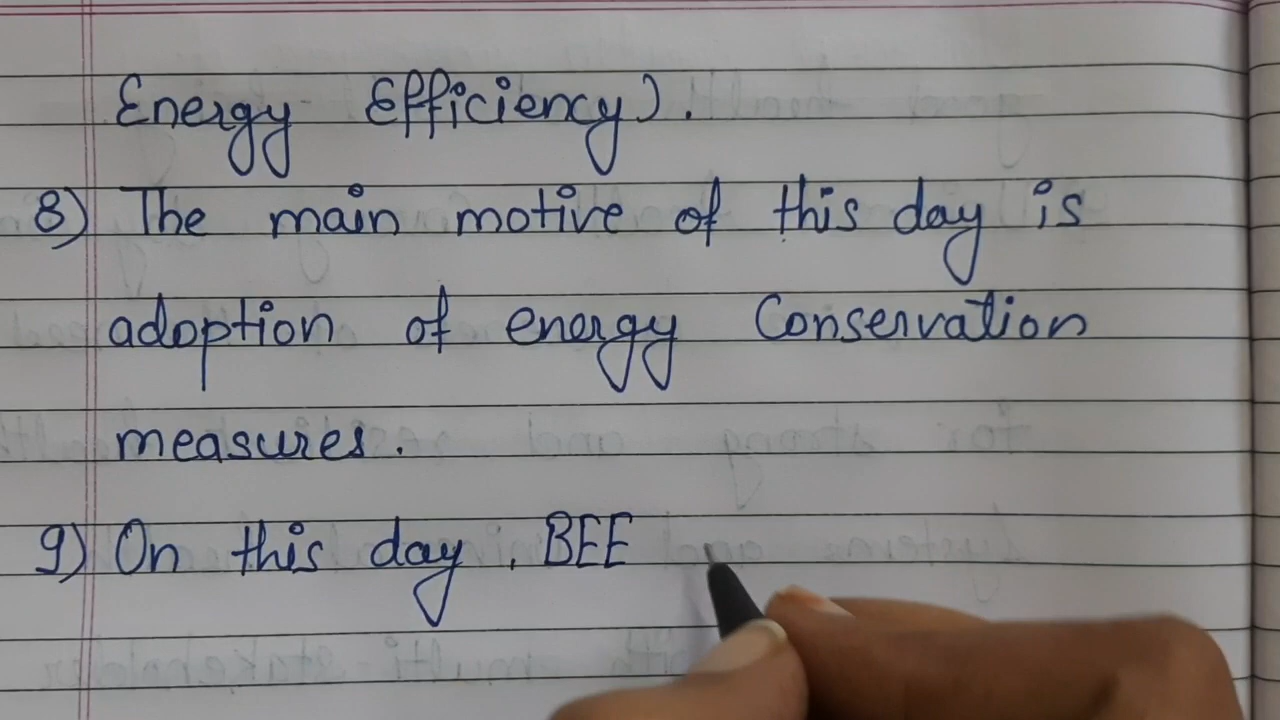 Energy Efficiency).
8) The main motive of this day is
adoption of energy Conservation
measures.
9) On this day, BEE